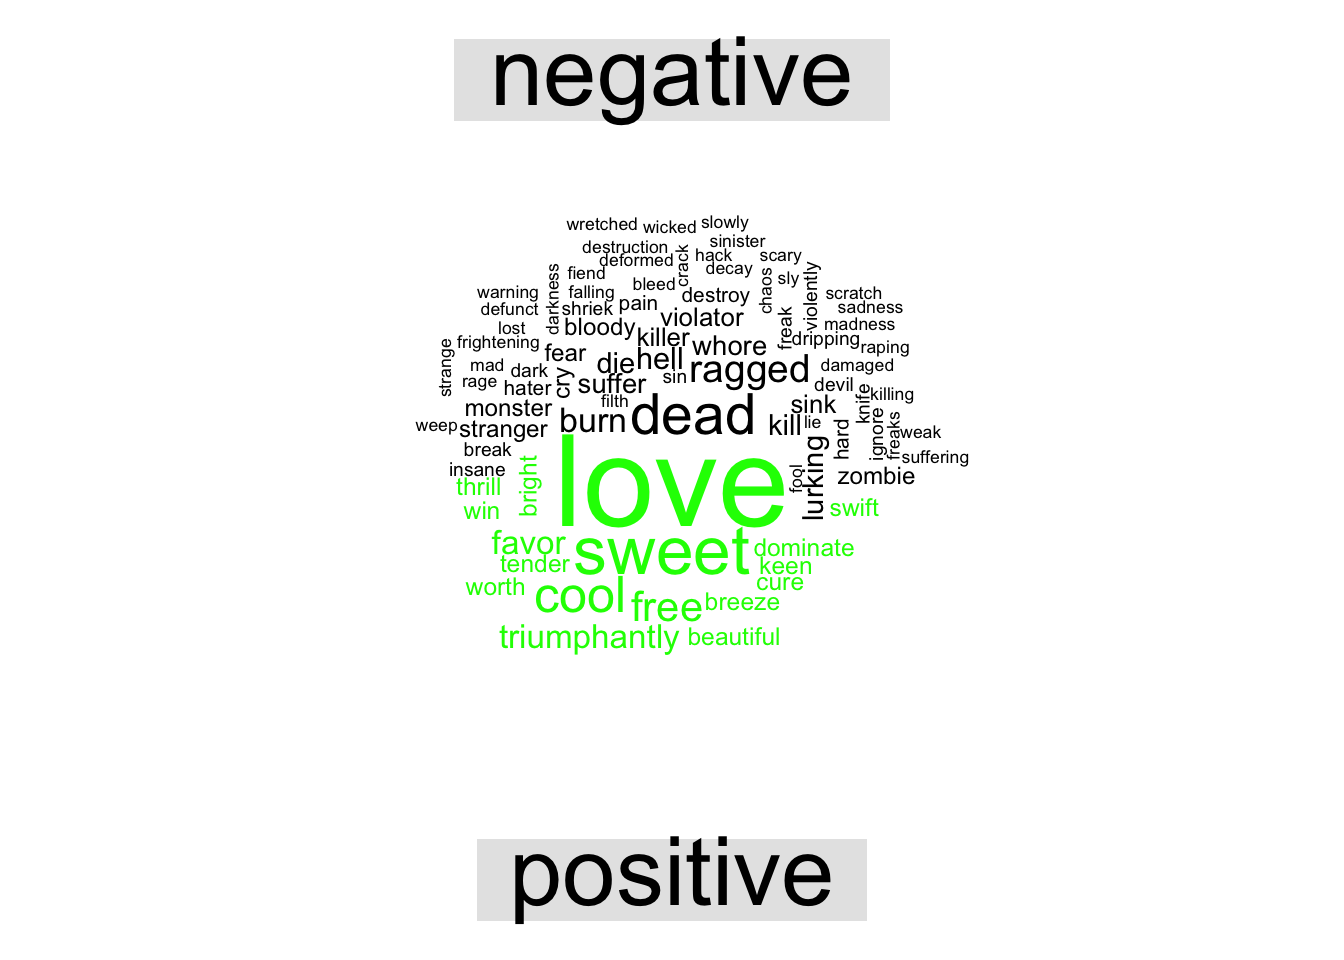 negative
wretched wicked slowly
destruction sinister
deformed crack hack scary
fiend bleed decay chaos sly violently
warning darkness falling pain destroy scratch
defunct shriek violator sadness
lost bloody killer freak madness
frightening whore dripping raping
strange fear die hell ragged damaged
mad dark cry suffer sin devil
rage hater filth knife killing
monster burn dead sink
weep stranger kill lie hard ignore freaks weak
break suffering
insane love fool lurking zombie
thrill bright
win swift
favor sweet dominate
tender keen
worth cool free cure
breeze
triumphantly beautiful
positive